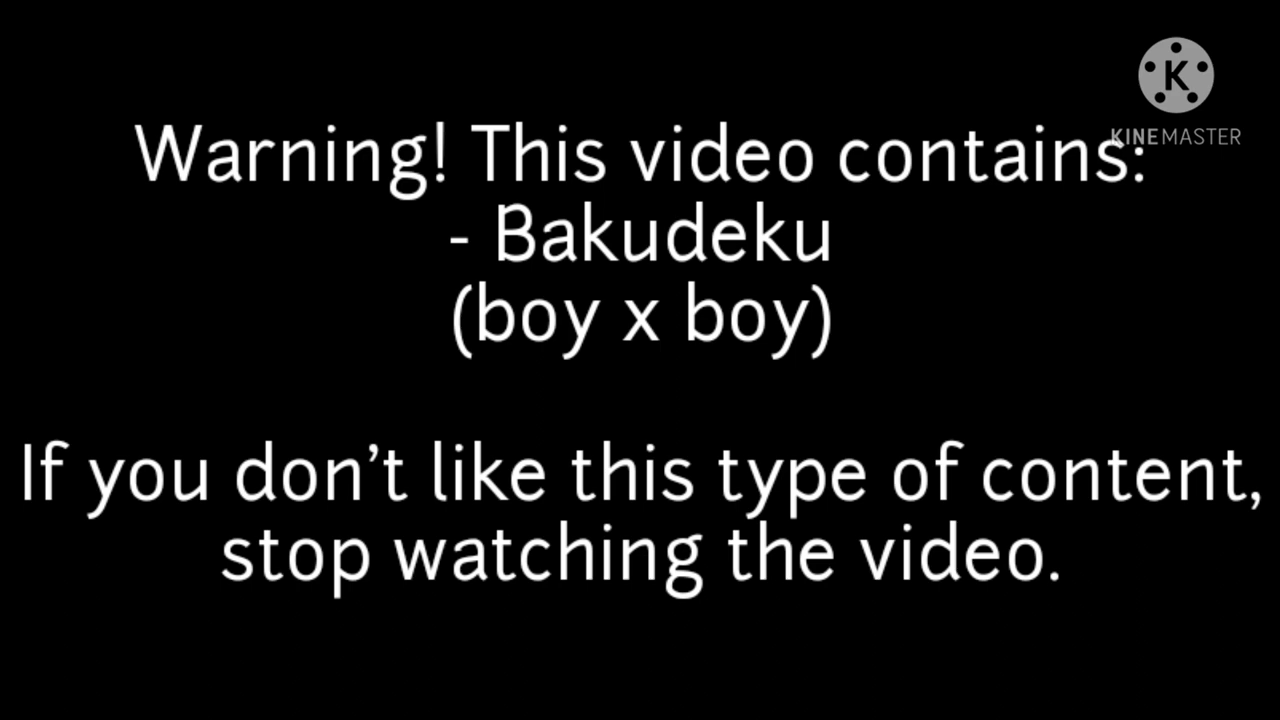 K
KINEMASTER
Warning! This video contains:
- Bakudeku
(boy x boy)
If you don’t like this type of content,
stop watching the video.